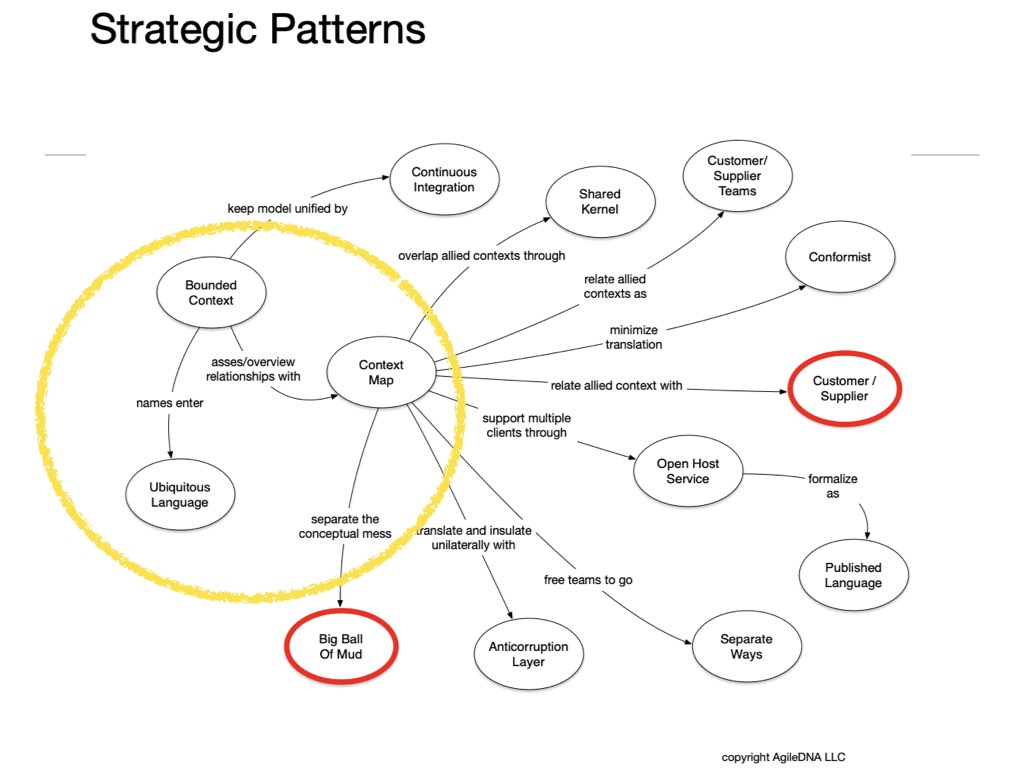 Strategic Patterns
Continuous
Integration
Customer/
Supplier
Teams
Shared
Kernel
keep model unified by
overlap allied contexts through
Conformist
Bounded
Context
relate allied
contexts as
minimize
translation
asses/overview
relationships with
Context
Map
relate allied context with
Customer /
Supplier
names enter
support multiple
clients through
Open Host
Service
formalize
as
Ubiquitous
Language
separate the
conceptual mess
translate and insulate
unilaterally with
free teams to go
Published
Language
Big Ball
Of Mud
Anticorruption
Layer
Separate
Ways
copyright AgileDNA LLC